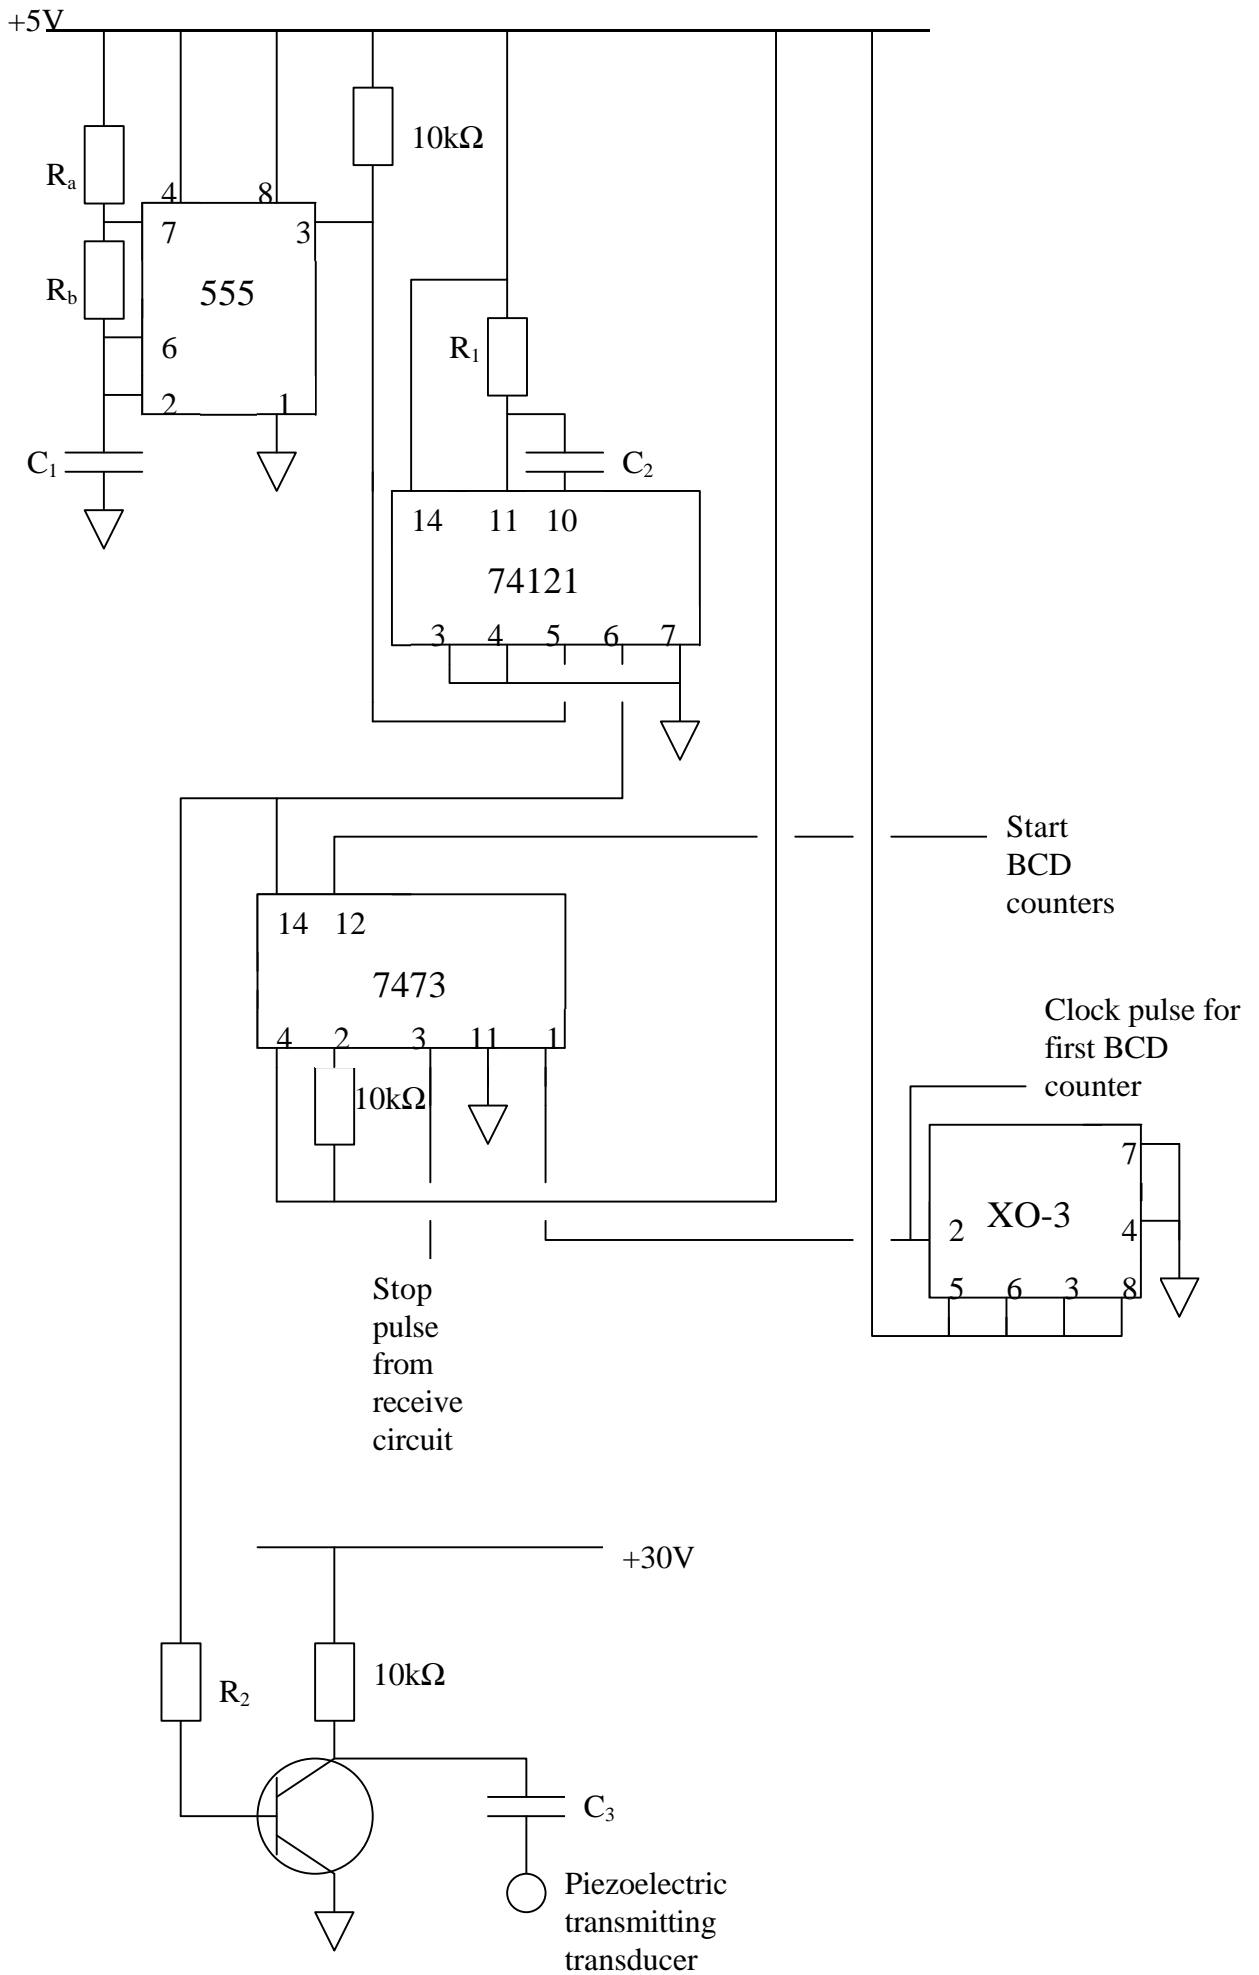 +5V
10kΩ
Rₐ
4
8
7
3
R_b
555
6
2
1
R₁
C₁
C₂
14 11 10
74121
3 4 5 6 7
Start
BCD
counters
14 12
7473
4 2 3 11 1
10kΩ
Clock pulse for
first BCD
counter
7
XO-3
2
4
5 6 3 8
Stop
pulse
from
receive
circuit
+30V
10kΩ
R₂
C₃
Piezoelectric
transmitting
transducer